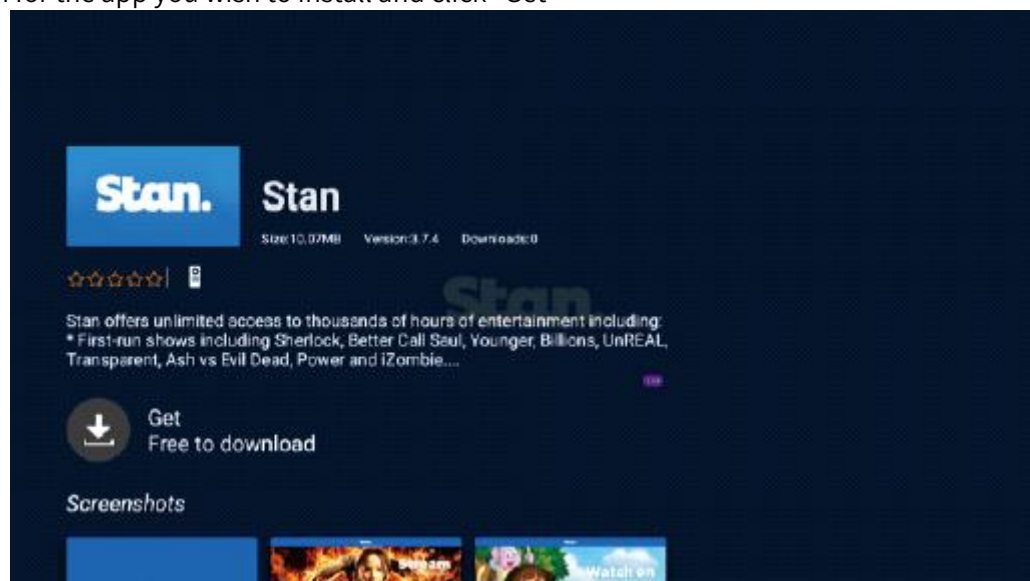 for the app you wish to install and click "Get"
Stan.
Stan
Size:10.07MB Version:3.7.4 Downloads:0
Stan
Stan offers unlimited access to thousands of hours of entertainment including:
* First-run shows including Sherlock, Better Call Saul, Younger, Billions, UnREAL,
Transparent, Ash vs Evil Dead, Power and iZombie....
Get
Free to download
Screenshots
Stream
Watch on